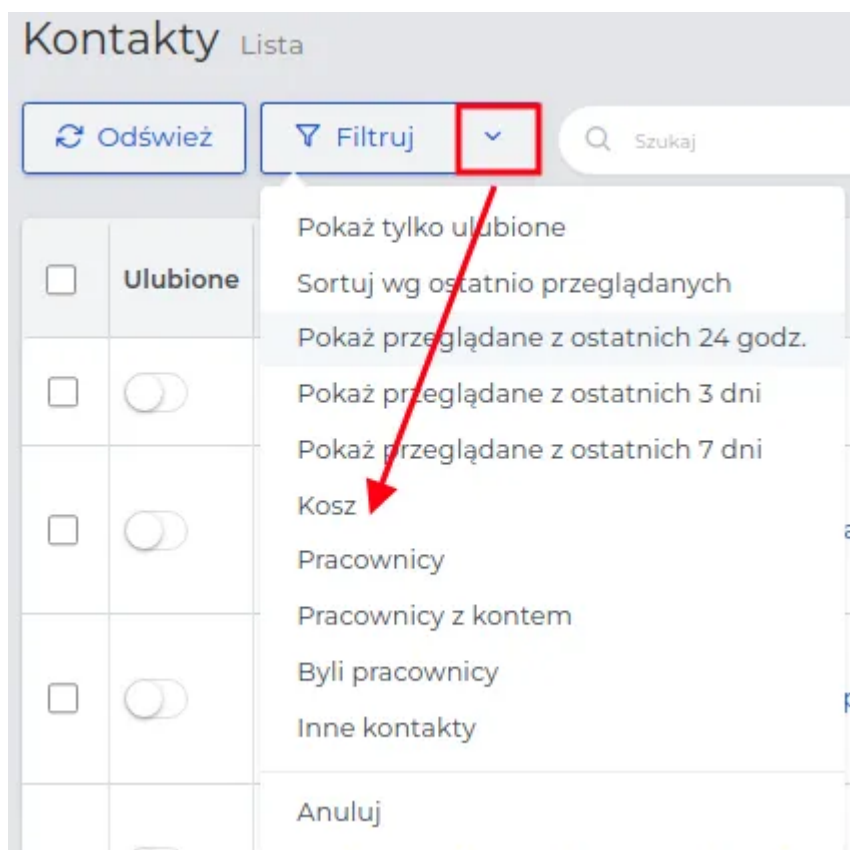 Kontakty Lista
Odśwież Filtruj Szukaj
Ulubione
Pokaż tylko ulubione
Sortuj wg ostatnio przeglądanych
Pokaż przeglądane z ostatnich 24 godz.
Pokaż przeglądane z ostatnich 3 dni
Pokaż przeglądane z ostatnich 7 dni
Kosz
Pracownicy
Pracownicy z kontem
Byli pracownicy
Inne kontakty
Anuluj